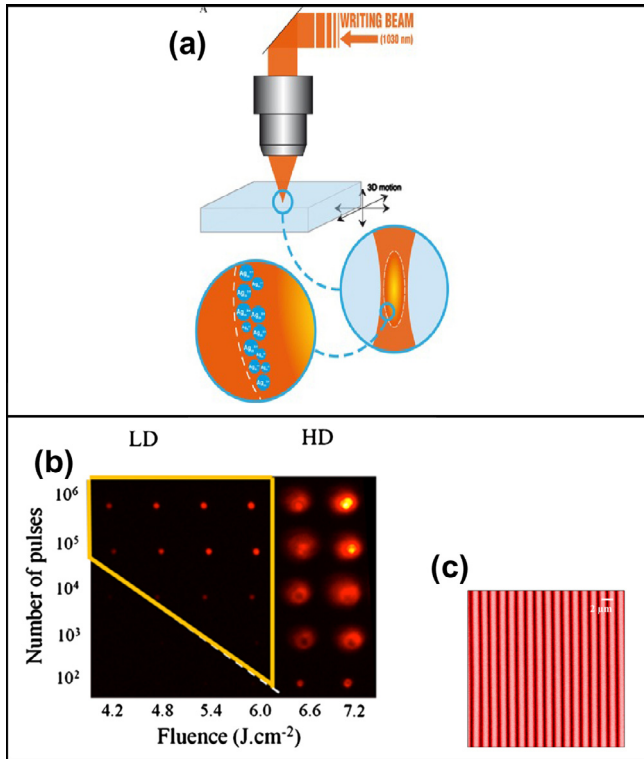 A
(a)
WRITING BEAM
(1030 nm)
3D motion
LD HD
(b)
Number of pulses
10⁶
10⁵
10⁴
10³
10²
4.2 4.8 5.4 6.0 6.6 7.2
Fluence (J.cm⁻²)
(c)
2 μm